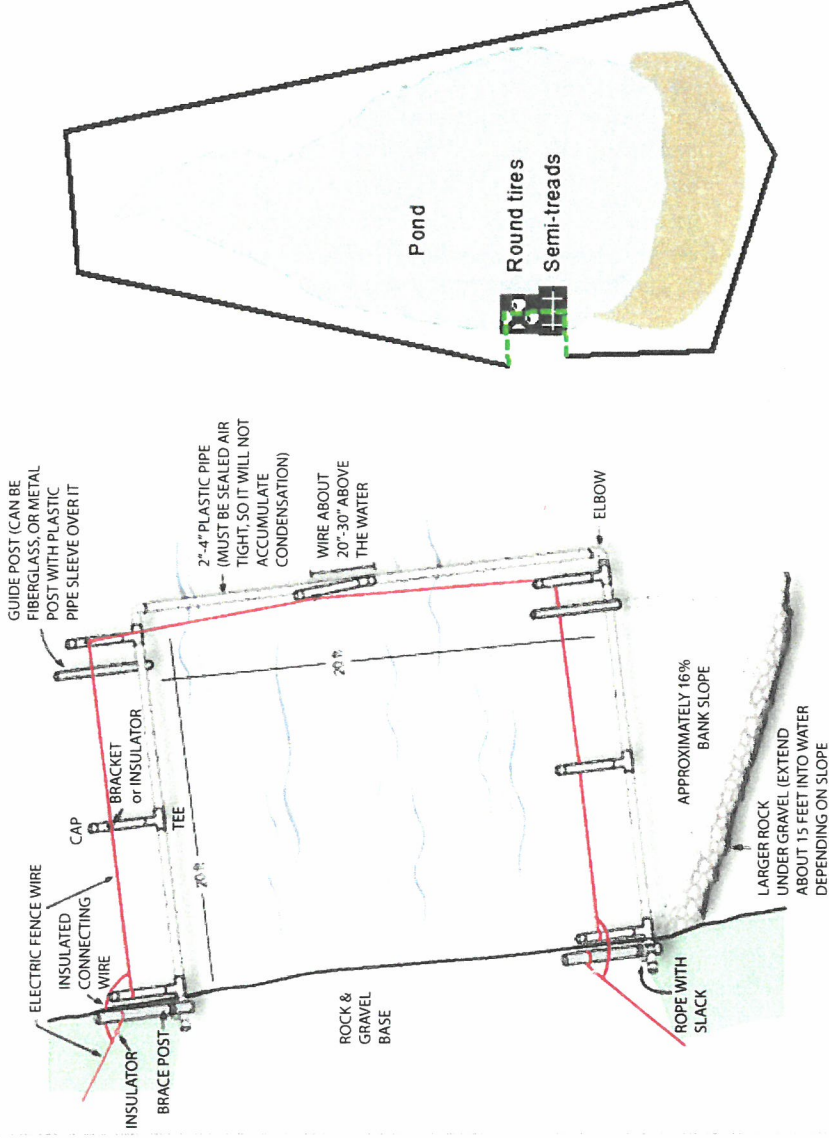 GUIDE POST (CAN BE
FIBERGLASS, OR METAL
POST WITH PLASTIC
PIPE SLEEVE OVER IT
2"-4" PLASTIC PIPE
(MUST BE SEALED AIR
TIGHT, SO IT WILL NOT
ACCUMULATE
CONDENSATION)
WIRE ABOUT
20"-30" ABOVE
THE WATER
ELBOW
CAP
BRACKET
or INSULATOR
TEE
20 ft
20 ft
ELECTRIC FENCE WIRE
INSULATED
CONNECTING
WIRE
INSULATOR
BRACE POST
ROCK &
GRAVEL
BASE
ROPE WITH
SLACK
APPROXIMATELY 16%
BANK SLOPE
LARGER ROCK
UNDER GRAVEL (EXTEND
ABOUT 15 FEET INTO WATER
DEPENDING ON SLOPE
Pond
Round tires
Semi-treads